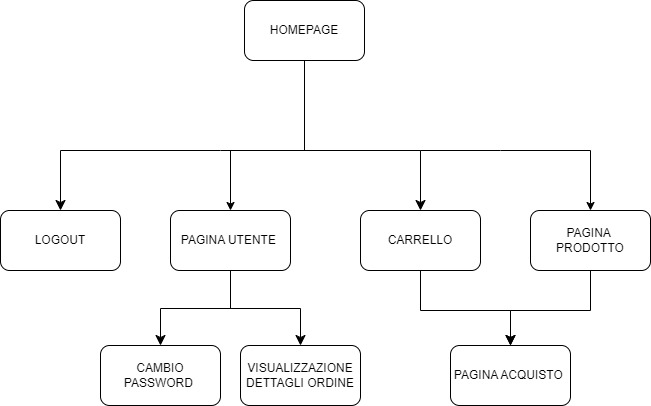 HOMEPAGE
LOGOUT
PAGINA UTENTE
CARRELLO
PAGINA
PRODOTTO
CAMBIO
PASSWORD
VISUALIZZAZIONE
DETTAGLI ORDINE
PAGINA ACQUISTO